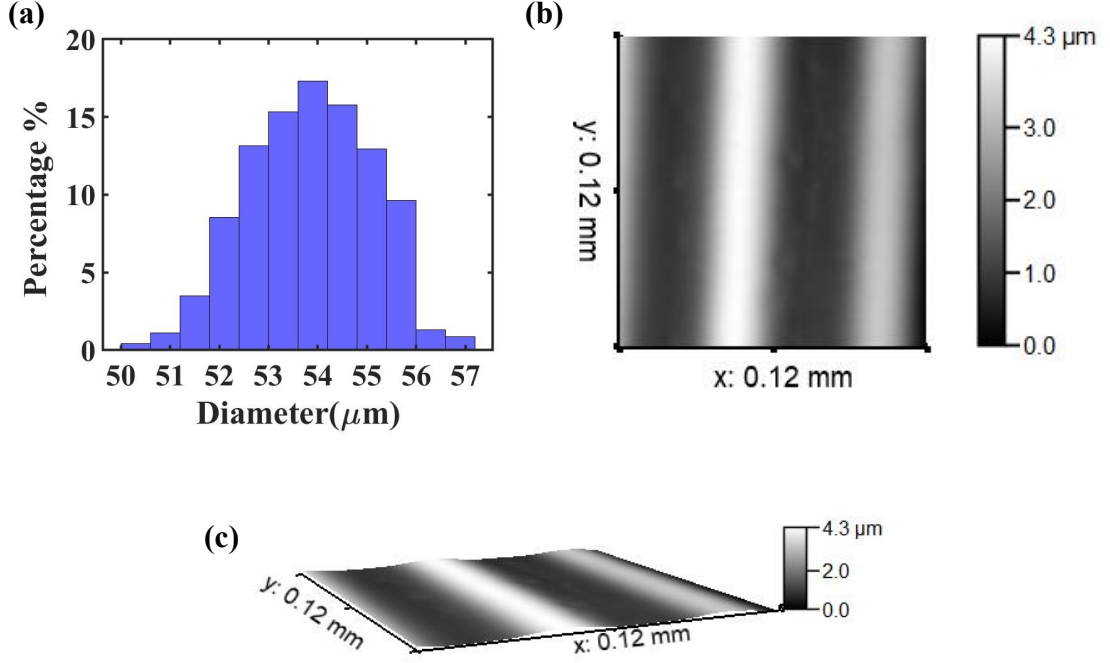 (a)
20
15
10
5
0
Percentage %
50 51 52 53 54 55 56 57
Diameter(μm)
(b)
y: 0.12 mm
x: 0.12 mm
4.3 µm
3.0
2.0
1.0
0.0
(c)
y: 0.12 mm
x: 0.12 mm
4.3 µm
2.0
0.0